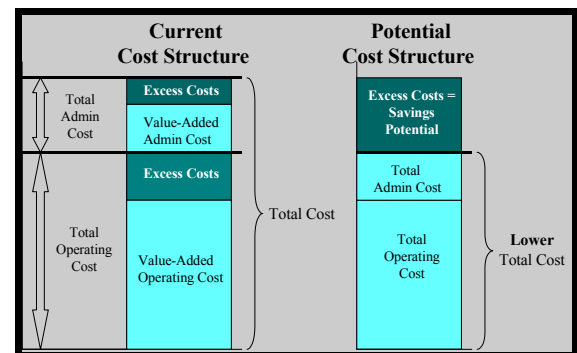 Current
Cost Structure
Potential
Cost Structure
Total
Admin
Cost
Excess Costs
Value-Added
Admin Cost
Excess Costs
Total
Operating
Cost
Value-Added
Operating Cost
Total Cost
Excess Costs =
Savings
Potential
Total
Admin Cost
Total
Operating
Cost
Lower
Total Cost